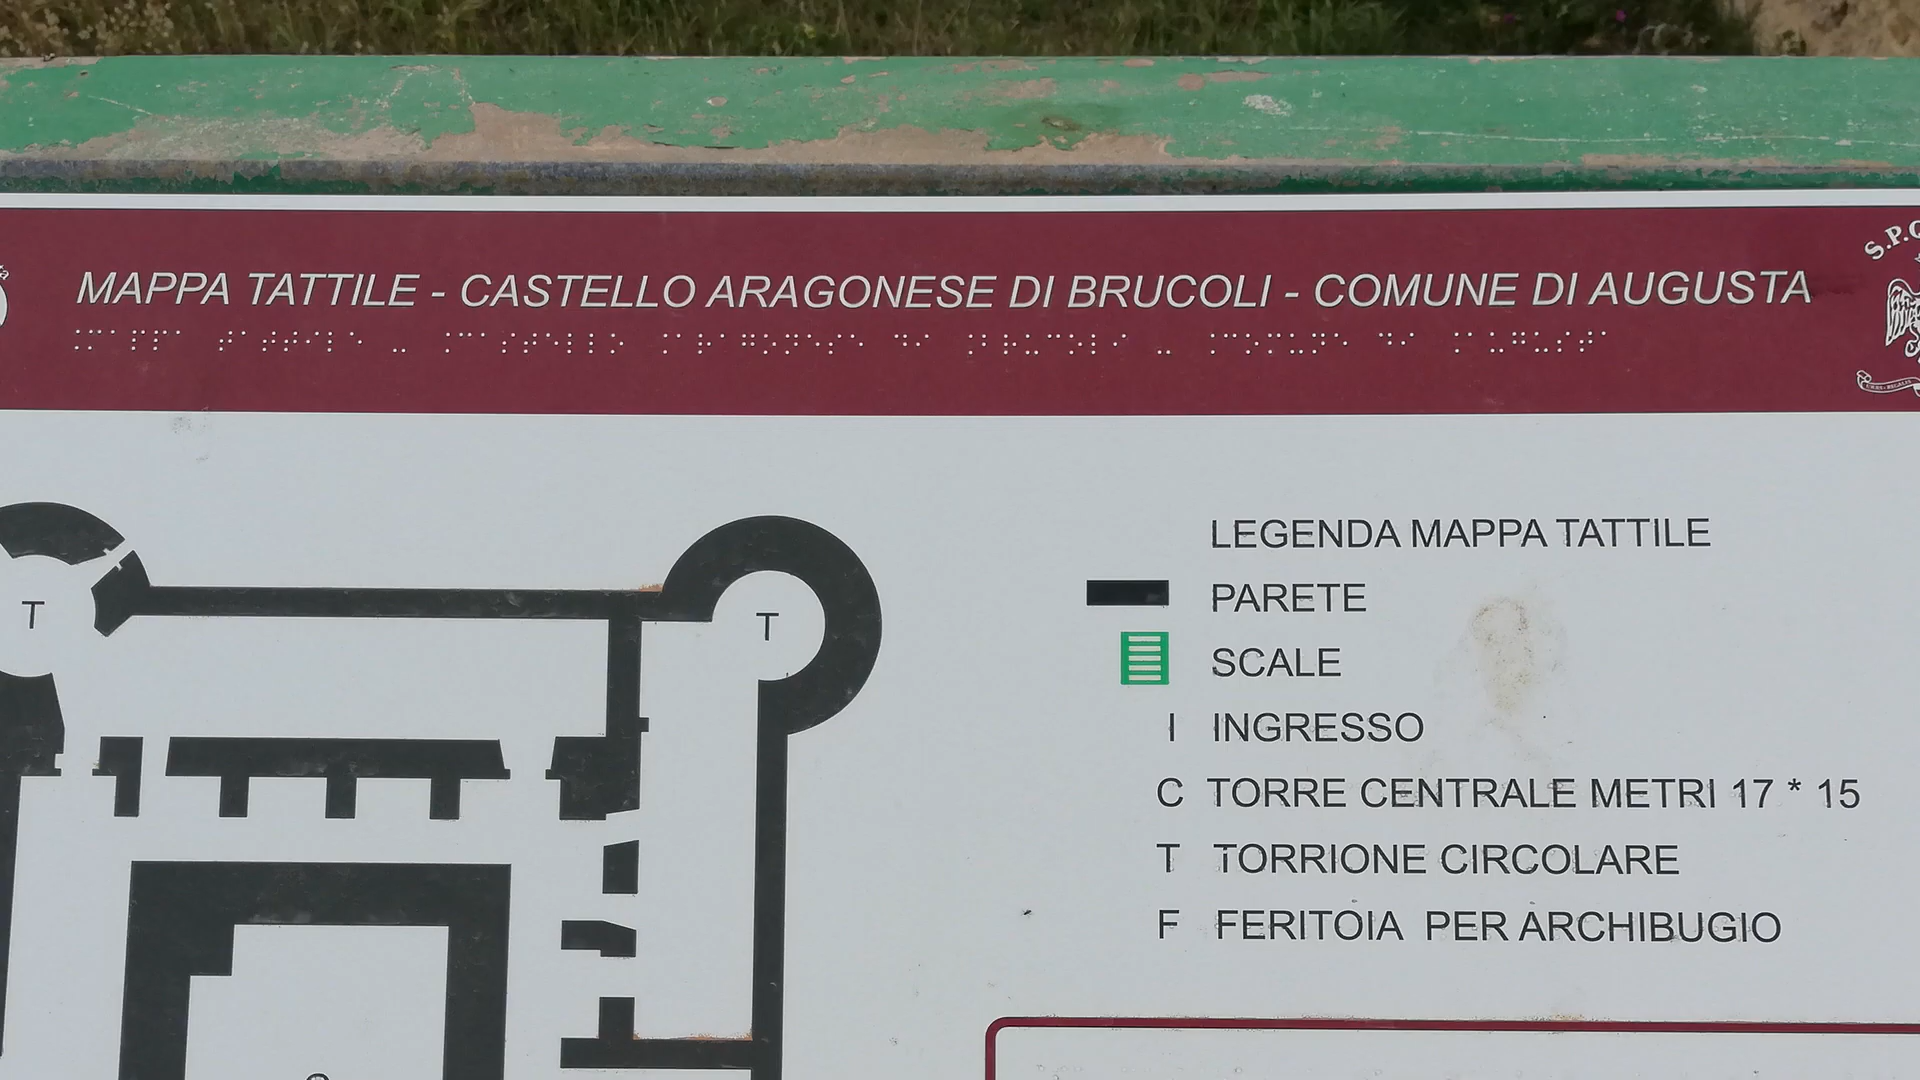 MAPPA TATTILE - CASTELLO ARAGONESE DI BRUCOLI - COMUNE DI AUGUSTA
S.P.Q
T
T
LEGENDA MAPPA TATTILE
PARETE
SCALE
I INGRESSO
C TORRE CENTRALE METRI 17 * 15
T TORRIONE CIRCOLARE
F FERITOIA PER ARCHIBUGIO